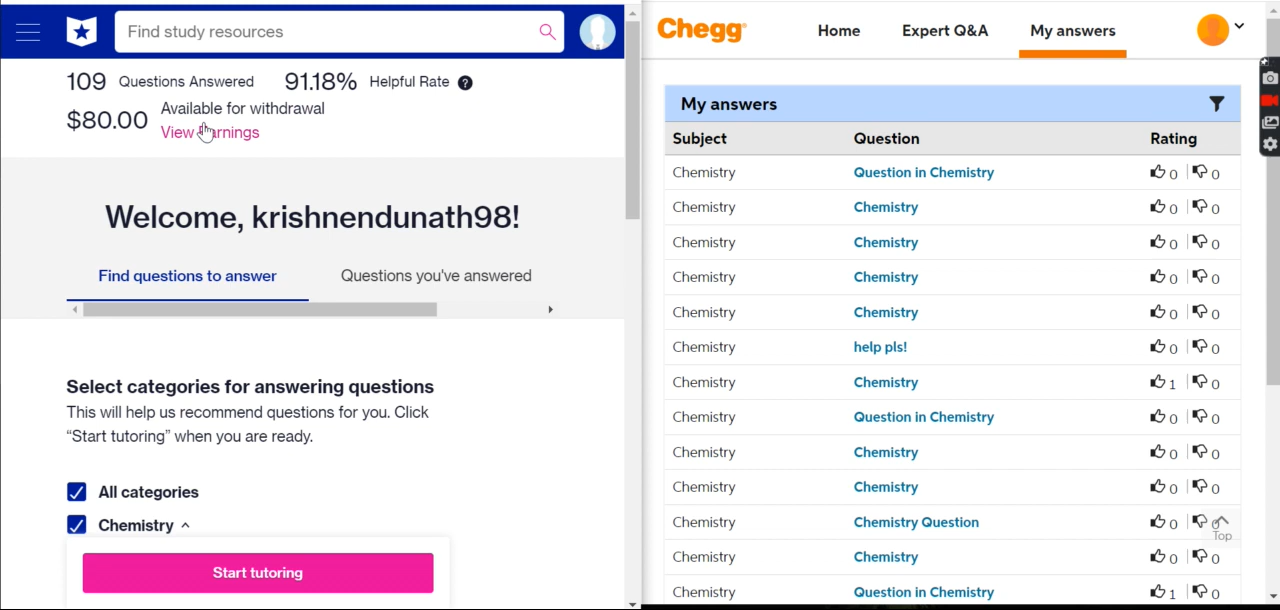 Find study resources
109 Questions Answered 91.18% Helpful Rate ?
$80.00 Available for withdrawal
View Earnings
Welcome, krishnendunath98!
Find questions to answer Questions you've answered
Select categories for answering questions
This will help us recommend questions for you. Click
“Start tutoring” when you are ready.
All categories
Chemistry
Start tutoring
Chegg Home Expert Q&A My answers
My answers
Subject Question Rating
Chemistry Question in Chemistry 0 0
Chemistry Chemistry 0 0
Chemistry Chemistry 0 0
Chemistry Chemistry 0 0
Chemistry Chemistry 0 0
Chemistry help pls! 0 0
Chemistry Chemistry 1 0
Chemistry Question in Chemistry 0 0
Chemistry Chemistry 0 0
Chemistry Chemistry 0 0
Chemistry Chemistry Question 0 0
Top
Chemistry Chemistry 0 0
Chemistry Question in Chemistry 1 0